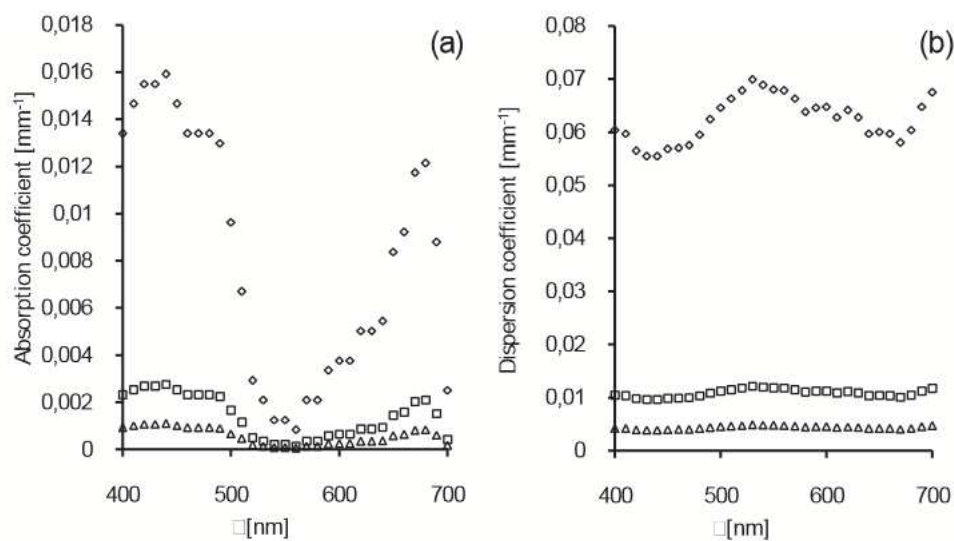 0,018
0,016
0,014
0,012
0,01
0,008
0,006
0,004
0,002
0
Absorption coefficient [mm⁻¹]
(a)
400 500 600 700
□[nm]
0,08
0,07
0,06
0,05
0,04
0,03
0,02
0,01
0
Dispersion coefficient [mm⁻¹]
(b)
400 500 600 700
□[nm]